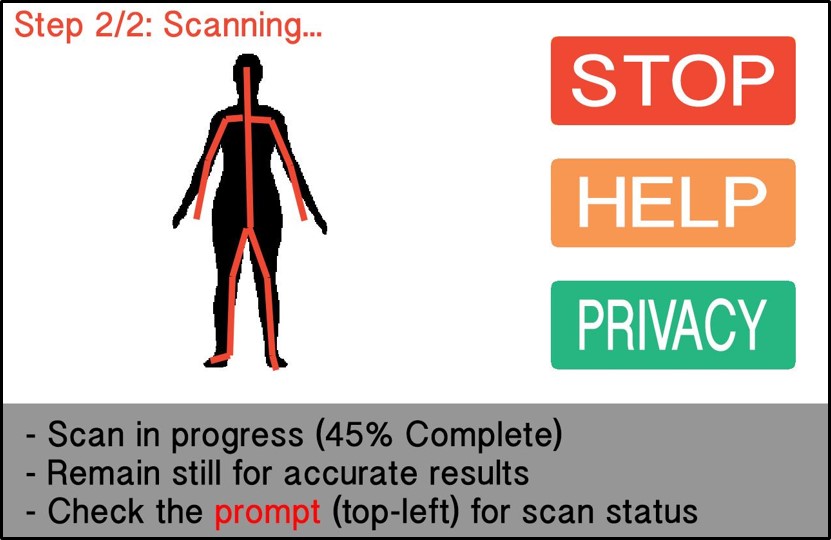 Step 2/2: Scanning...
STOP
HELP
PRIVACY
- Scan in progress (45% Complete)
- Remain still for accurate results
- Check the prompt (top-left) for scan status